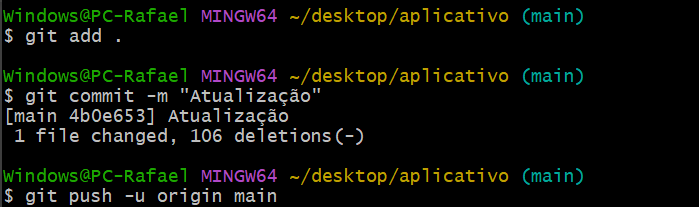 Windows@PC-Rafael MINGW64 ~/desktop/aplicativo (main)
$ git add .
Windows@PC-Rafael MINGW64 ~/desktop/aplicativo (main)
$ git commit -m "Atualização"
[main 4b0e653] Atualização
1 file changed, 106 deletions(-)
Windows@PC-Rafael MINGW64 ~/desktop/aplicativo (main)
$ git push -u origin main